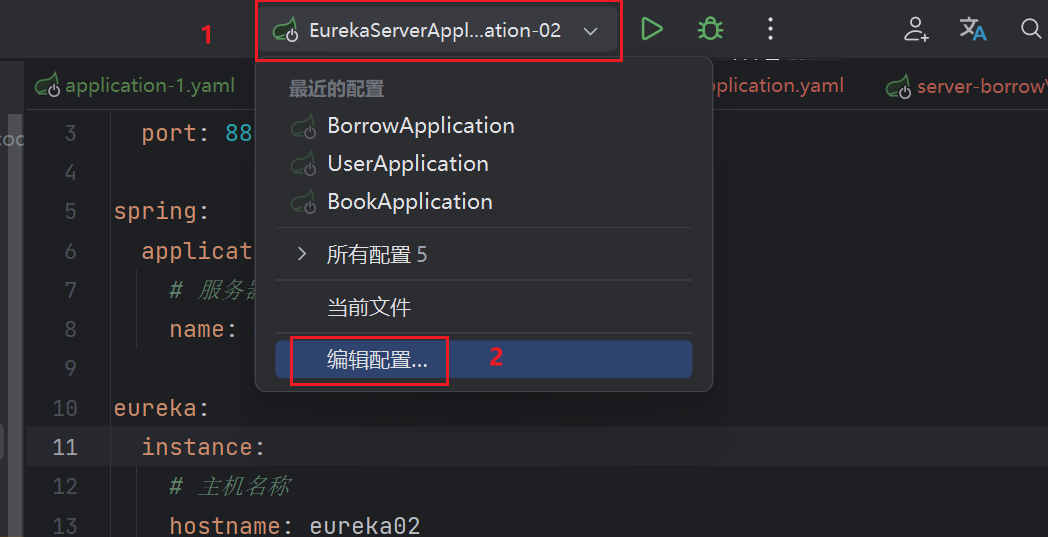 1
EurekaServerAppl...ation-02
application-1.yaml
pplication.yaml
server-borrow
最近的配置
BorrowApplication
UserApplication
BookApplication
所有配置 5
当前文件
编辑配置...
2
3 port: 88
4
5 spring:
6 applicat
7 # 服务
8 name:
9
10 eureka:
11 instance:
12 # 主机名称
13 hostname: eureka02